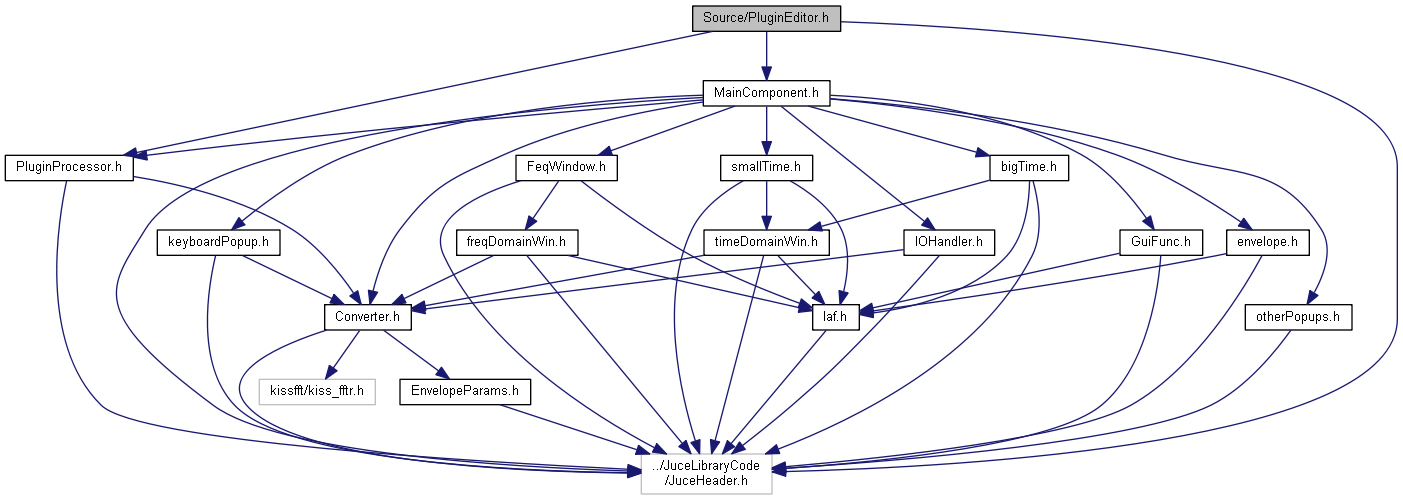 Source/PluginEditor.h
MainComponent.h
PluginProcessor.h
FeqWindow.h
smallTime.h
bigTime.h
keyboardPopup.h
freqDomainWin.h
timeDomainWin.h
IOHandler.h
GuiFunc.h
envelope.h
Converter.h
laf.h
otherPopups.h
kissfft/kiss_fftr.h
EnvelopeParams.h
../JuceLibraryCode
/JuceHeader.h